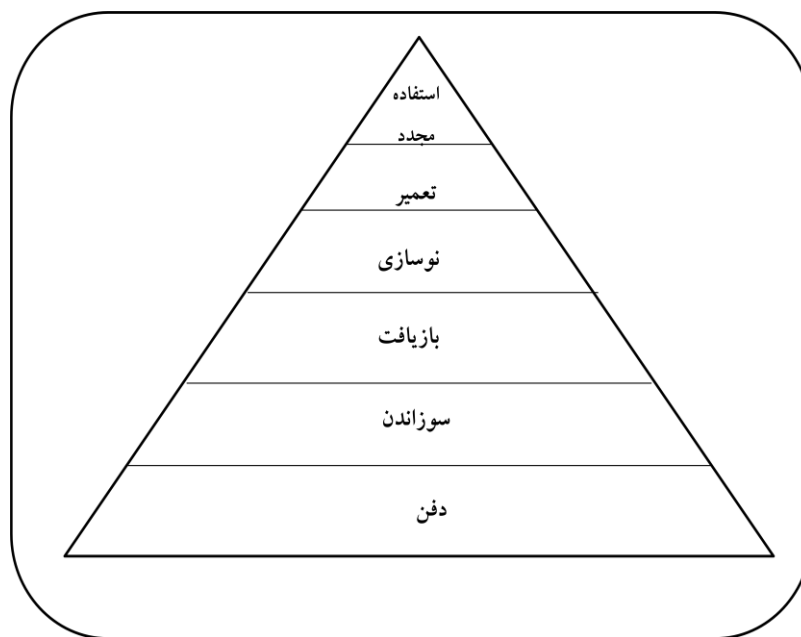 استفاده
مجدد
تعمیر
نوسازی
بازیافت
سوزاندن
دفن